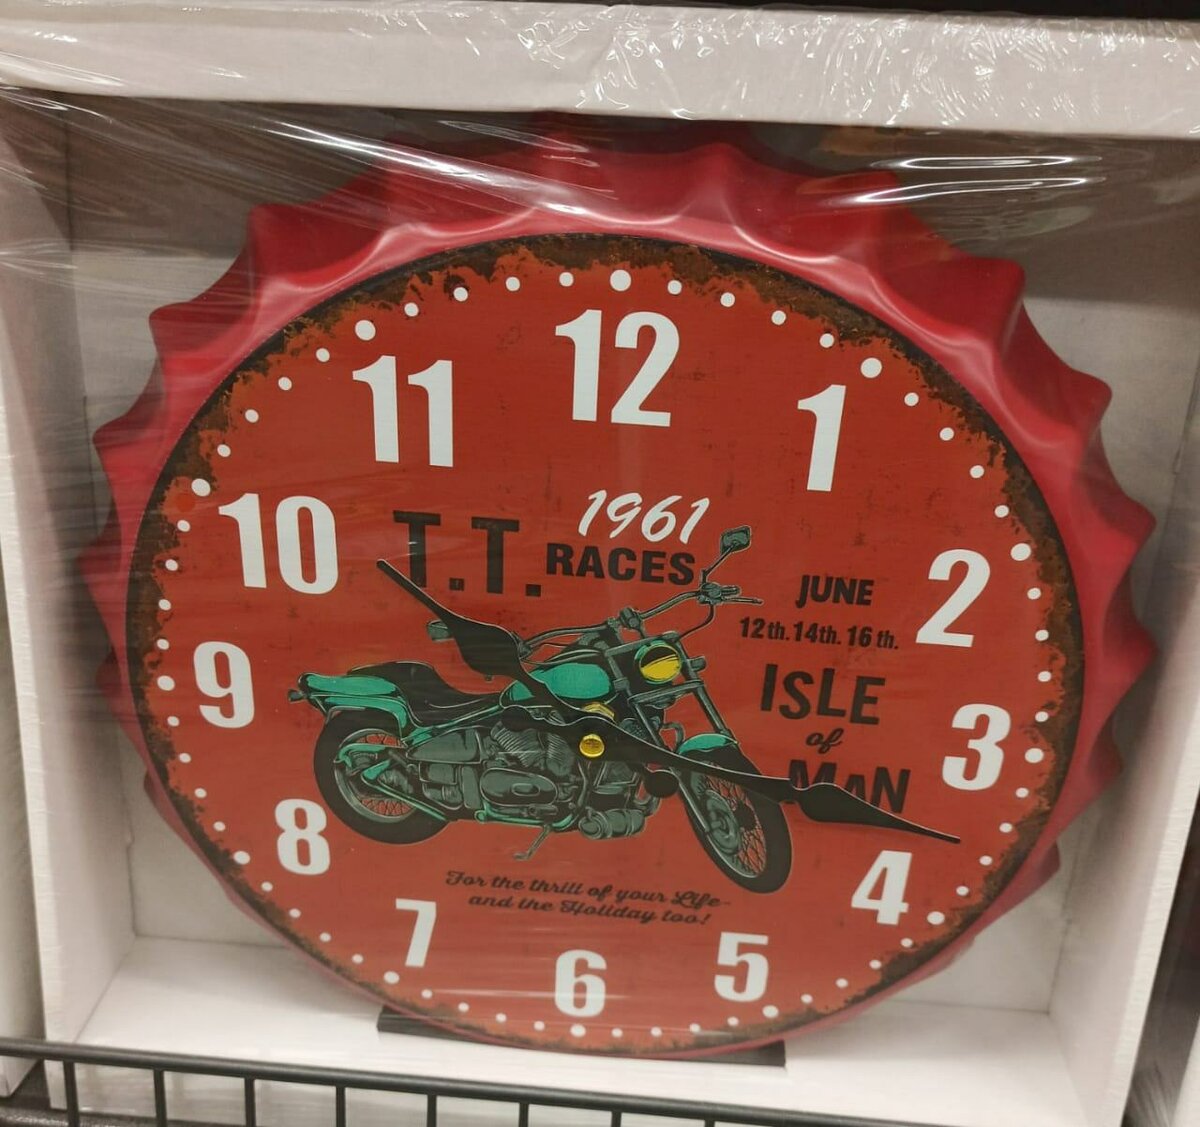 12
11
1
10
2
9
3
8
4
7
5
6
1961
T.T. RACES
JUNE
12th. 14th. 16th.
ISLE
of
MAN
For the thrill of your Life-
and the Holiday too!